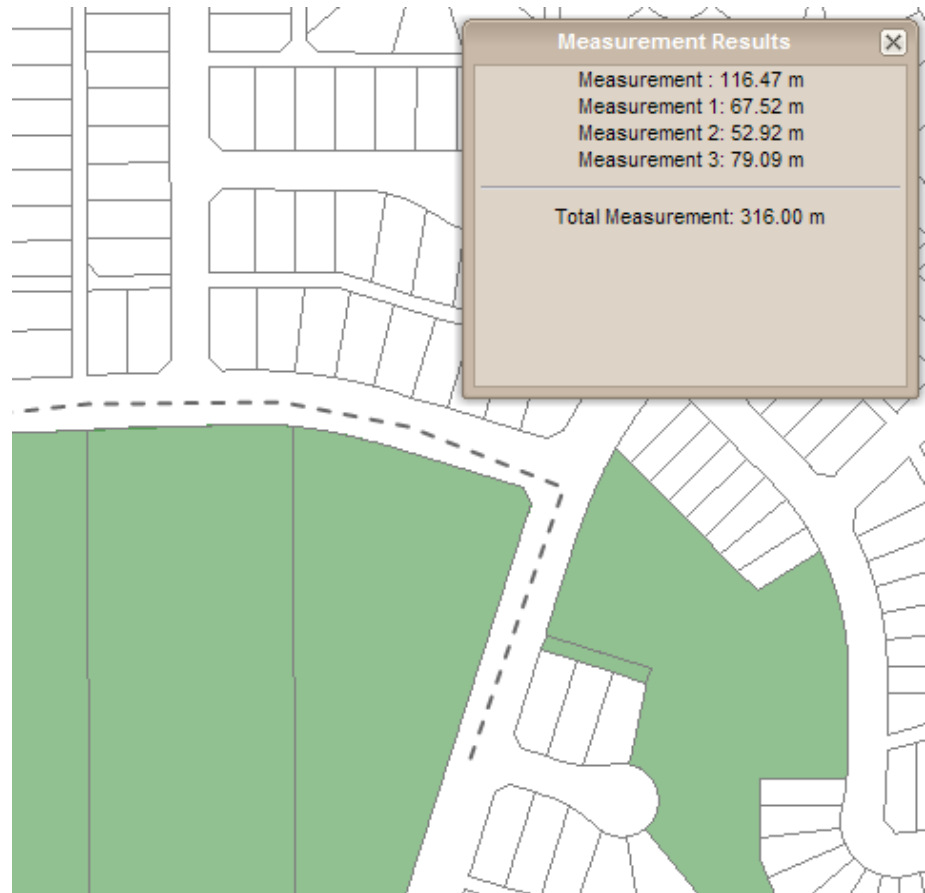 Measurement Results
Measurement : 116.47 m
Measurement 1: 67.52 m
Measurement 2: 52.92 m
Measurement 3: 79.09 m
Total Measurement: 316.00 m